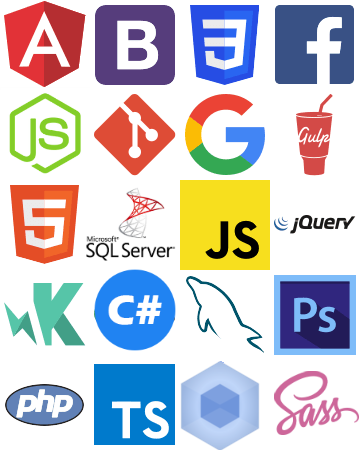 A
B
3
f
JS
G
Gulp
5
Microsoft®
SQL Server®
JS
jQuery
K
C#
Ps
php
TS
Sass